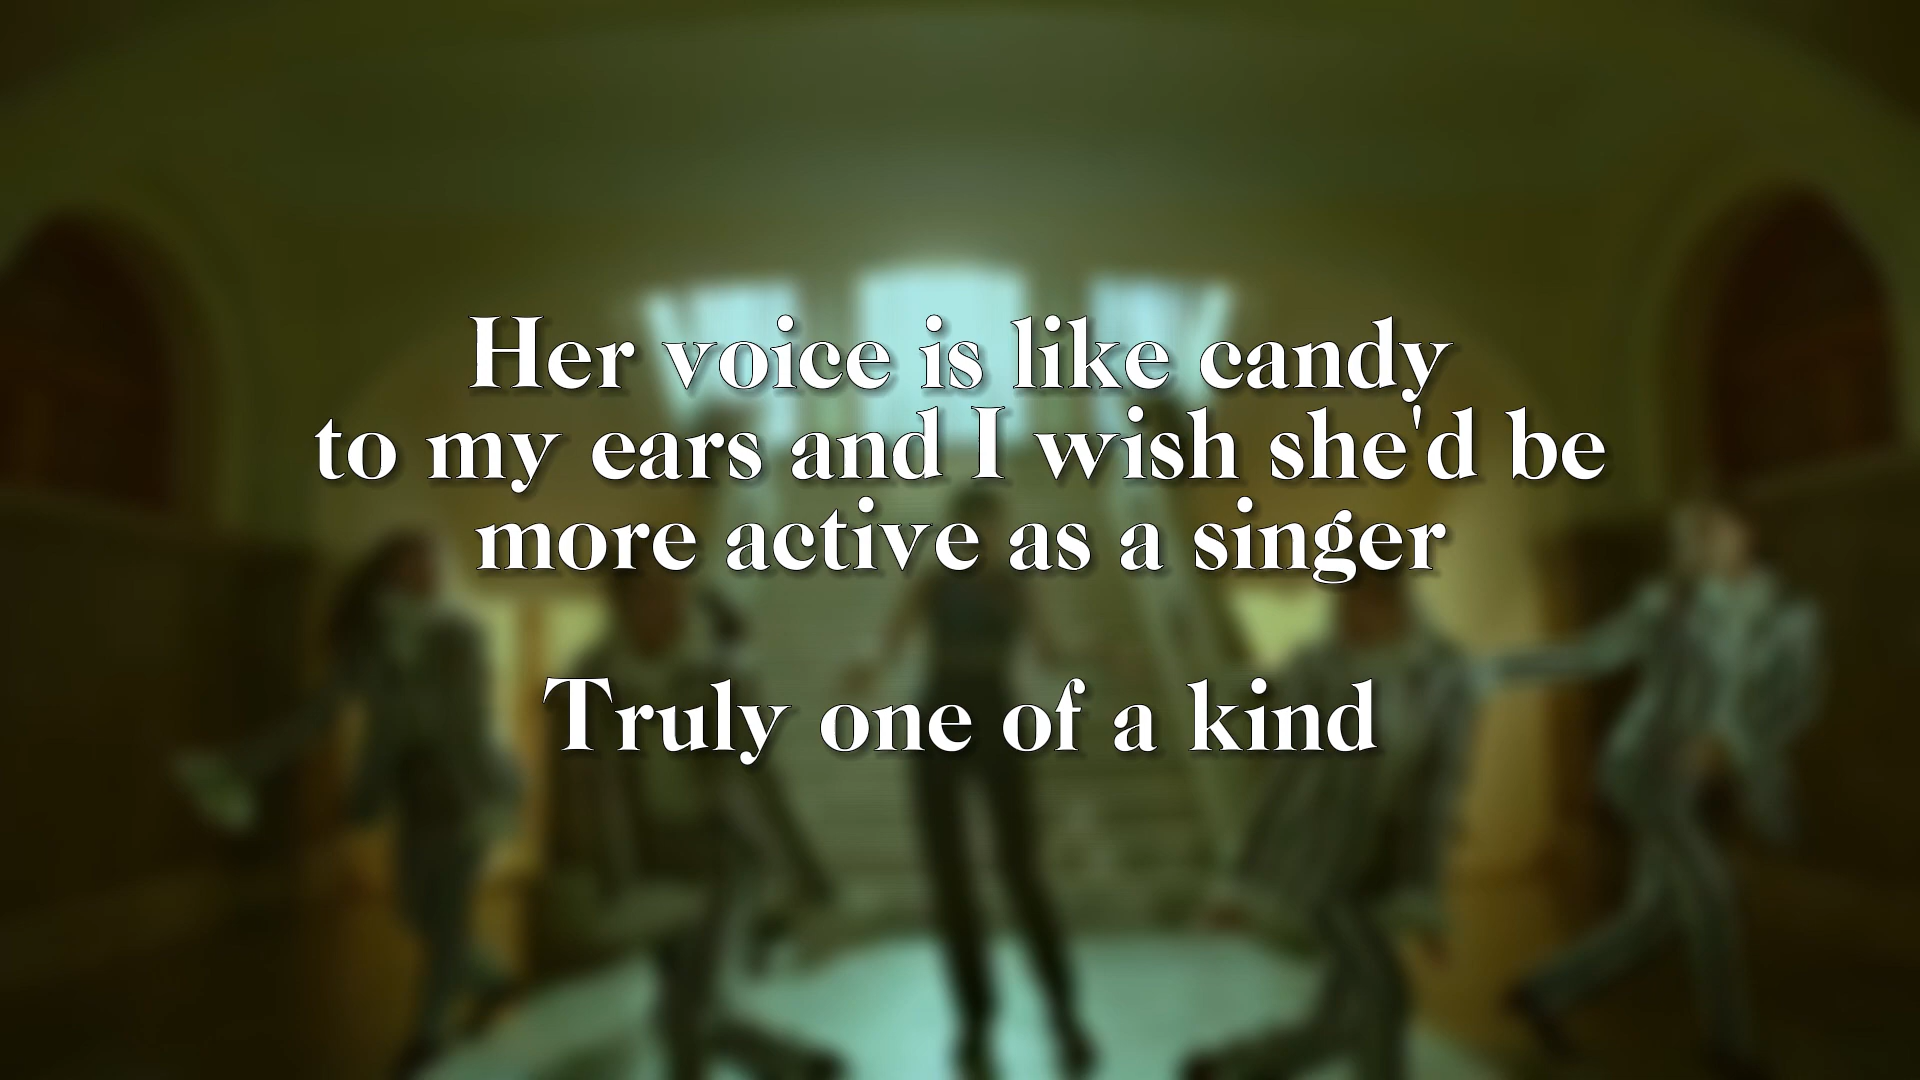 Her voice is like candy
to my ears and I wish she'd be
more active as a singer
Truly one of a kind